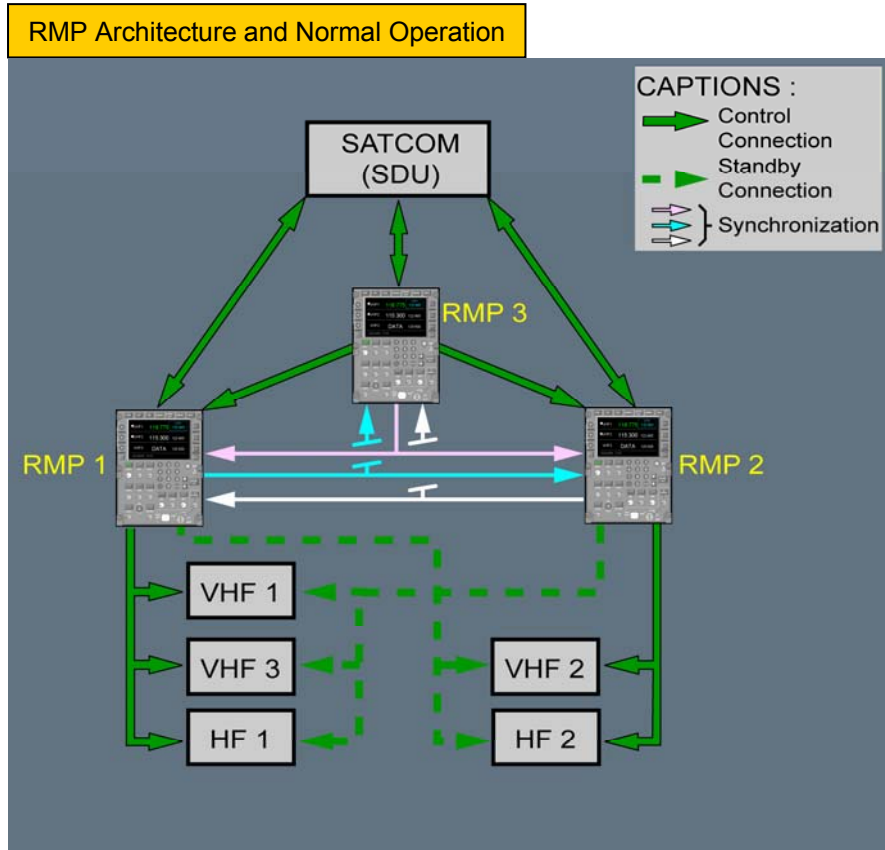 RMP Architecture and Normal Operation
CAPTIONS :
Control
Connection
Standby
Connection
Synchronization
SATCOM
(SDU)
RMP 3
RMP 1
RMP 2
VHF 1
VHF 3
VHF 2
HF 1
HF 2